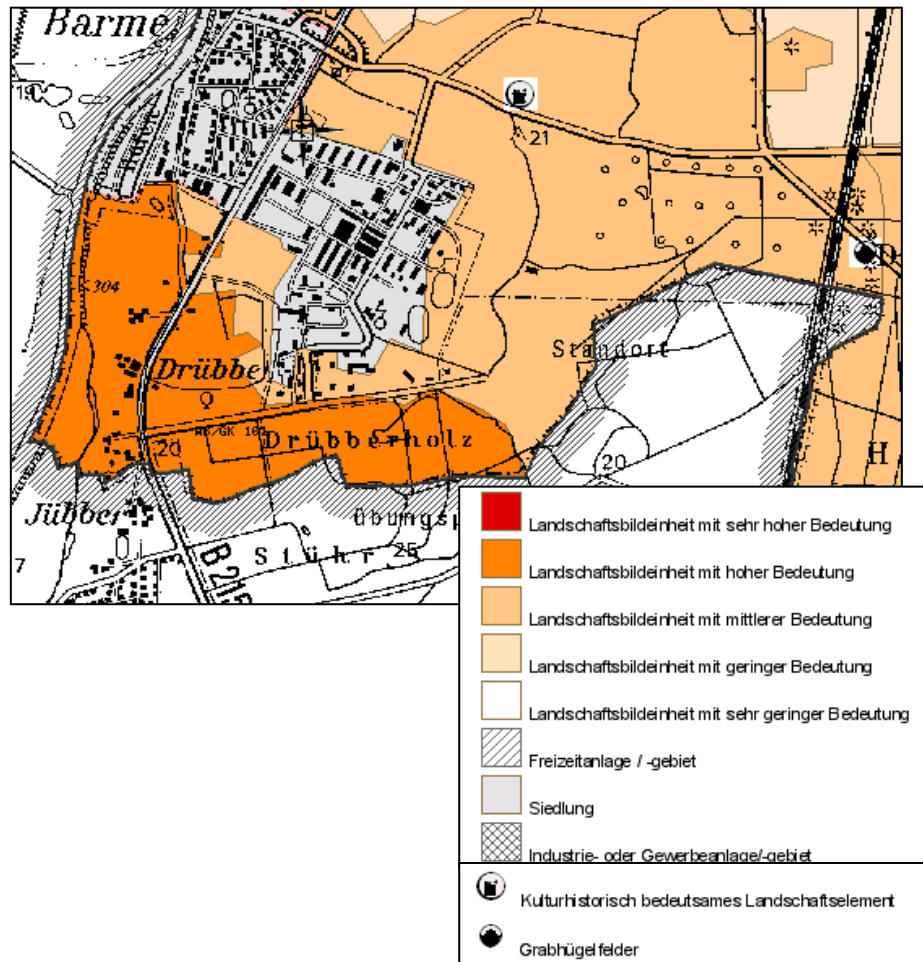 Barme
19
21
304
Standort
Drübbe
Q
Drübberholz
20
20
H
Jübber
Übungsp
Stühr
25
7
B 215
Landschaftsbildeinheit mit sehr hoher Bedeutung
Landschaftsbildeinheit mit hoher Bedeutung
Landschaftsbildeinheit mit mittlerer Bedeutung
Landschaftsbildeinheit mit geringer Bedeutung
Landschaftsbildeinheit mit sehr geringer Bedeutung
Freizeitanlage / -gebiet
Siedlung
Industrie- oder Gewerbeanlage/-gebiet
Kulturhistorisch bedeutsames Landschaftselement
Grabhügelfelder